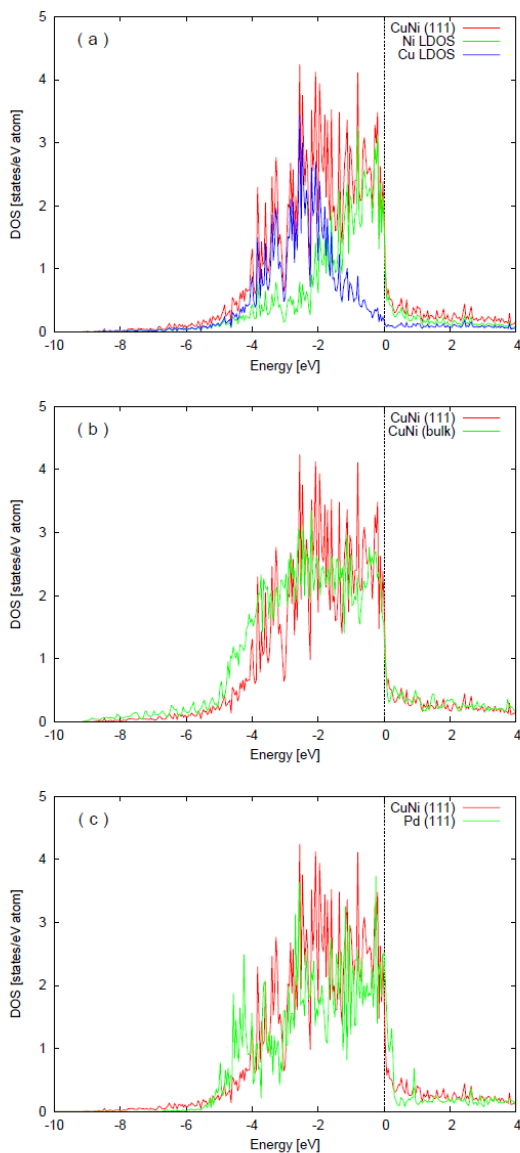 ( a )
CuNi (111)
Ni LDOS
Cu LDOS
DOS [states/eV atom]
5
4
3
2
1
0
-10 -8 -6 -4 -2 0 2 4
Energy [eV]
( b )
CuNi (111)
CuNi (bulk)
DOS [states/eV atom]
5
4
3
2
1
0
-10 -8 -6 -4 -2 0 2 4
Energy [eV]
( c )
CuNi (111)
Pd (111)
DOS [states/eV atom]
5
4
3
2
1
0
-10 -8 -6 -4 -2 0 2 4
Energy [eV]